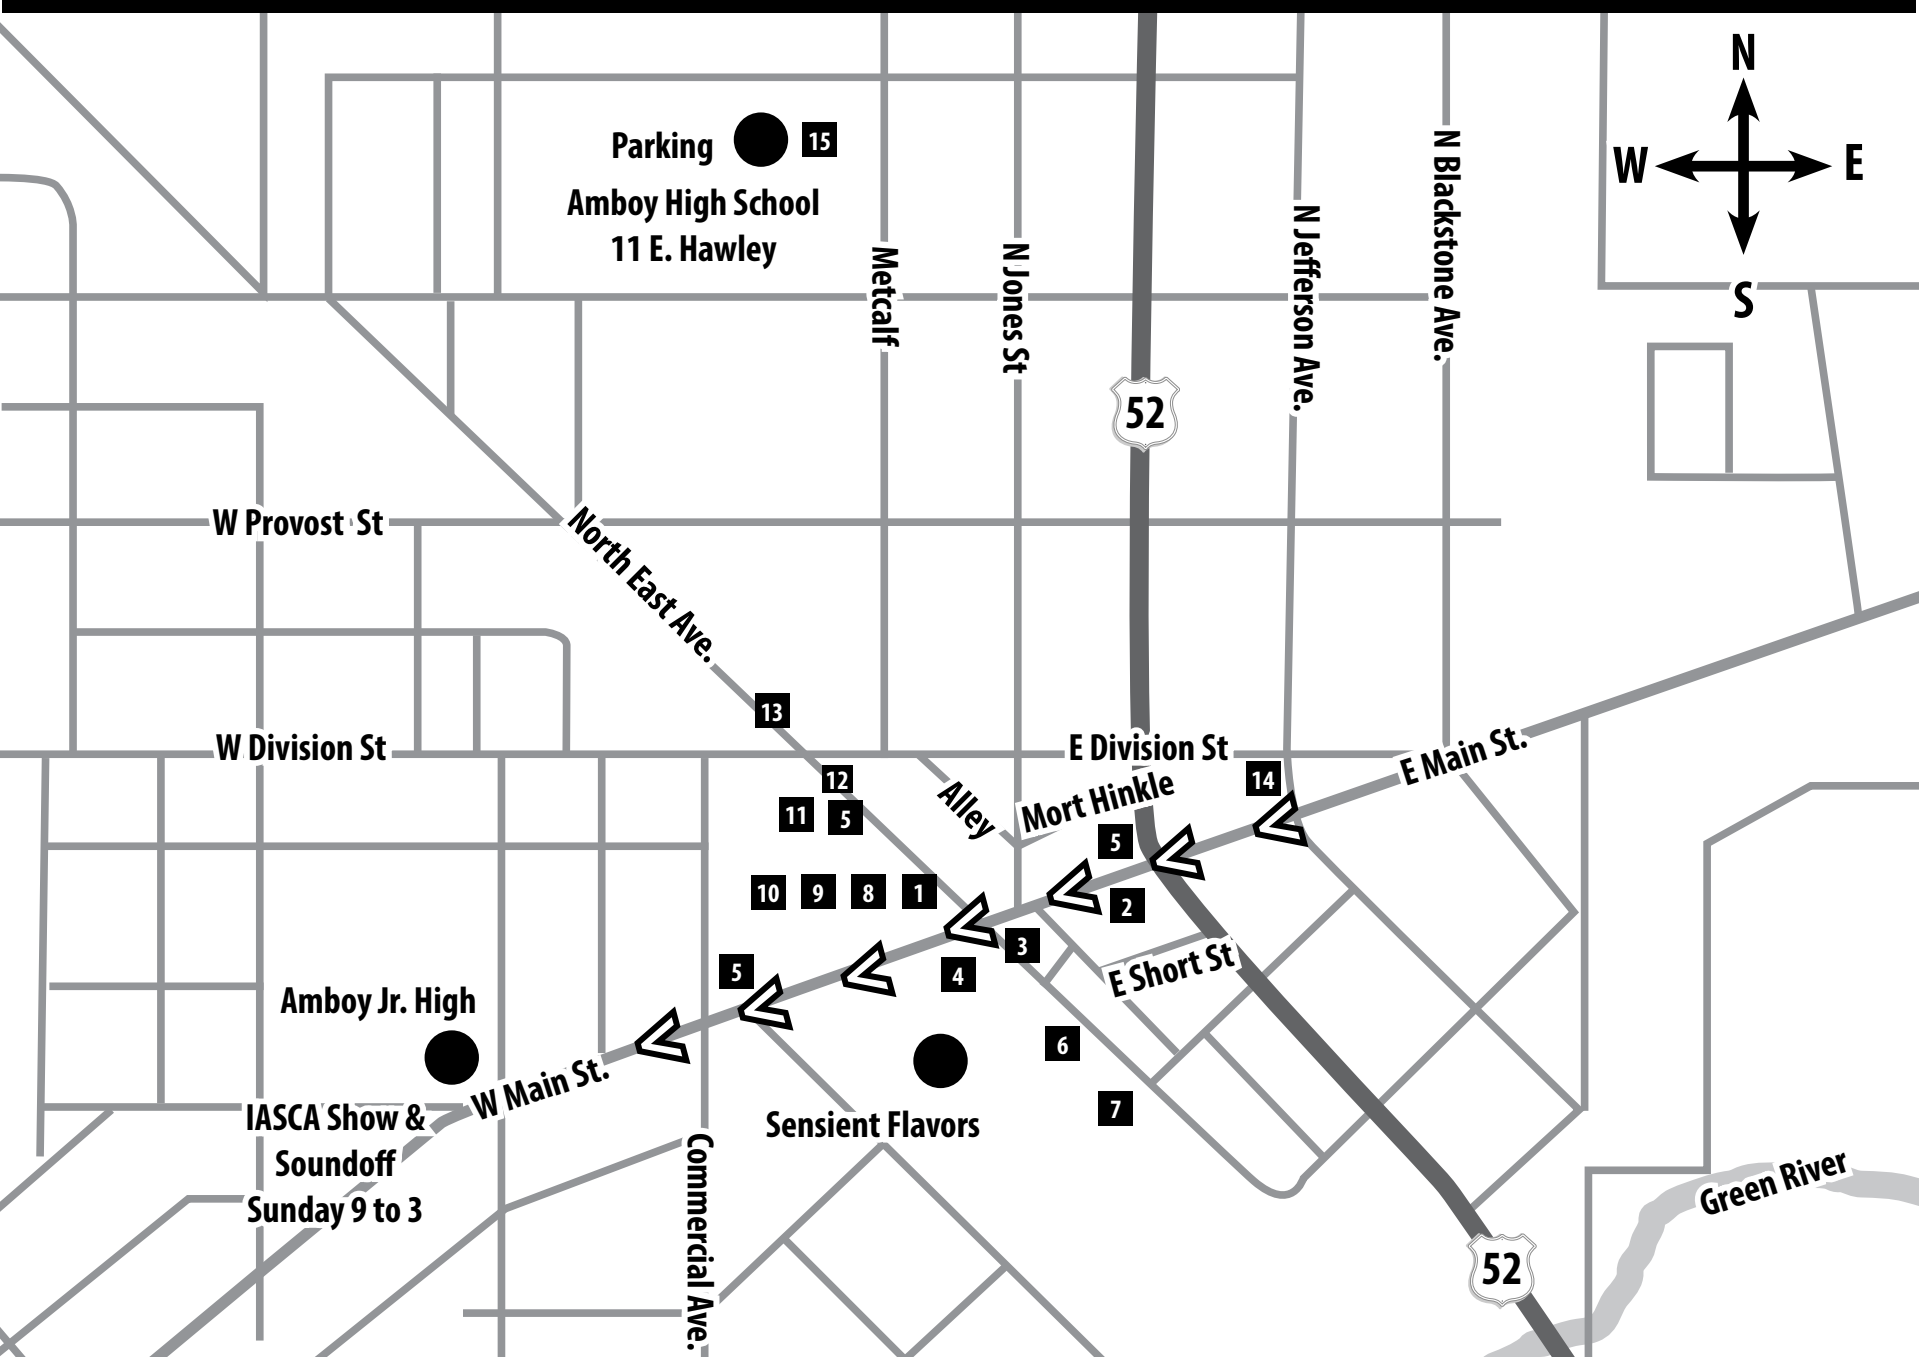 N
W
E
S
Parking
15
Amboy High School
11 E. Hawley
Metcalf
N Jones St
N Jefferson Ave.
N Blackstone Ave.
52
W Provost St
North East Ave.
13
W Division St
E Division St
E Main St.
12
14
Alley
Mort Hinkle
11
5
5
10
9
8
1
2
3
4
E Short St
5
Amboy Jr. High
6
W Main St.
7
IASCA Show &
Soundoff
Sunday 9 to 3
Sensient Flavors
Commercial Ave.
Green River
52